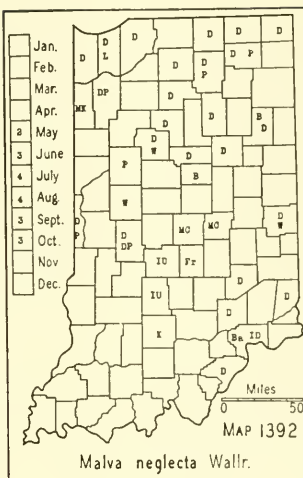 Jan.
Feb.
Mar.
Apr.
2 May
3 June
4 July
4 Aug.
3 Sept.
3 Oct.
Nov
Dec.
D D D D D D
D L D P
D
P
MK DP D
D D B
D D
W
D D
P
B
W
D MC MC D
P D W
DP
IU Fr
D
IU D
K Ba ID
D
Miles
0 50
MAP 1392
Malva neglecta Wallr.